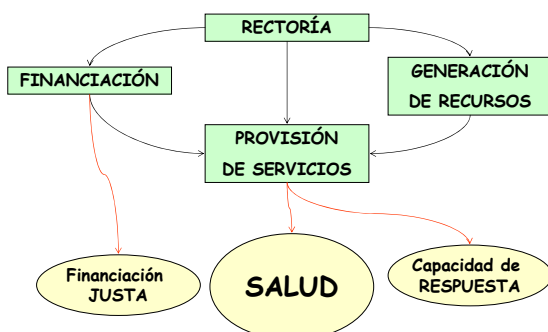 RECTORÍA
FINANCIACIÓN
GENERACIÓN
DE RECURSOS
PROVISIÓN
DE SERVICIOS
Financiación
JUSTA
SALUD
Capacidad de
RESPUESTA